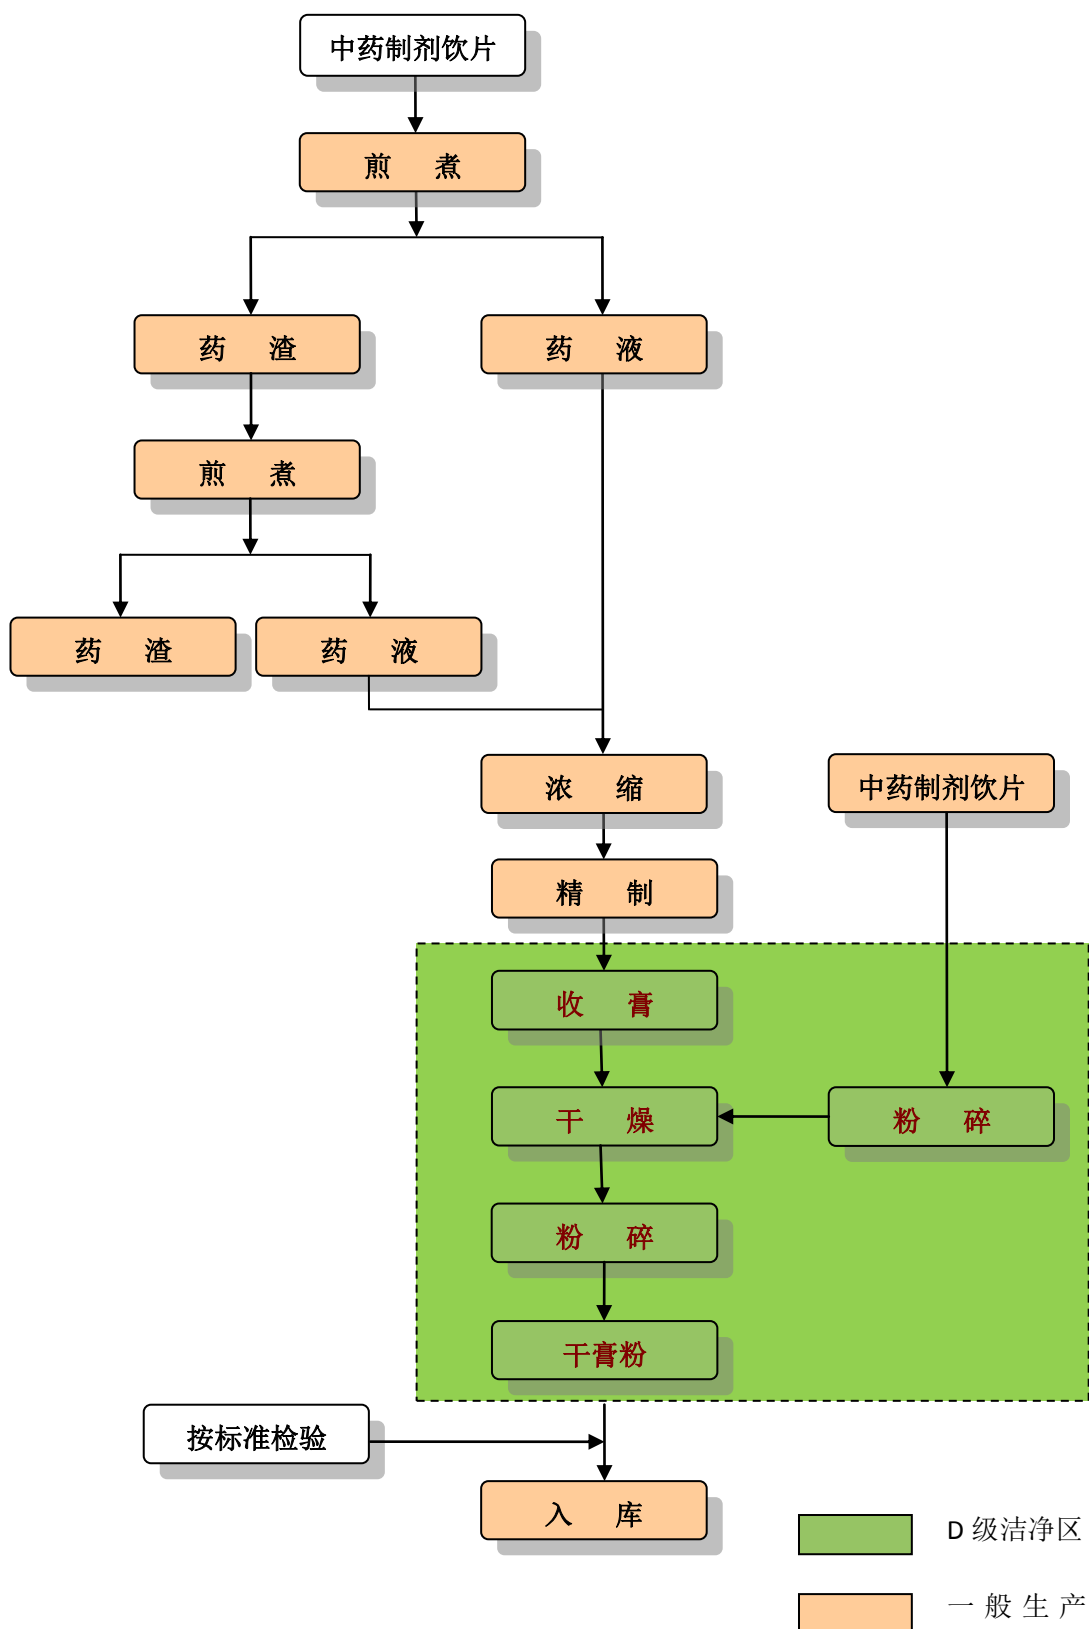 中药制剂饮片
煎 煮
药 渣
药 液
煎 煮
药 渣
药 液
浓 缩
中药制剂饮片
精 制
收 膏
干 燥
粉 碎
粉 碎
干膏粉
按标准检验
入 库
D 级洁净区
一 般 生 产